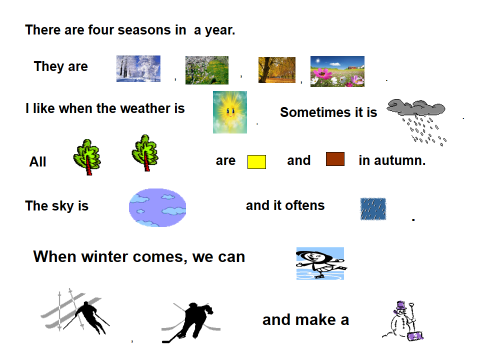 There are four seasons in a year.
They are , , , .
I like when the weather is . Sometimes it is .
All are and in autumn.
The sky is and it oftens .
When winter comes, we can
. and make a